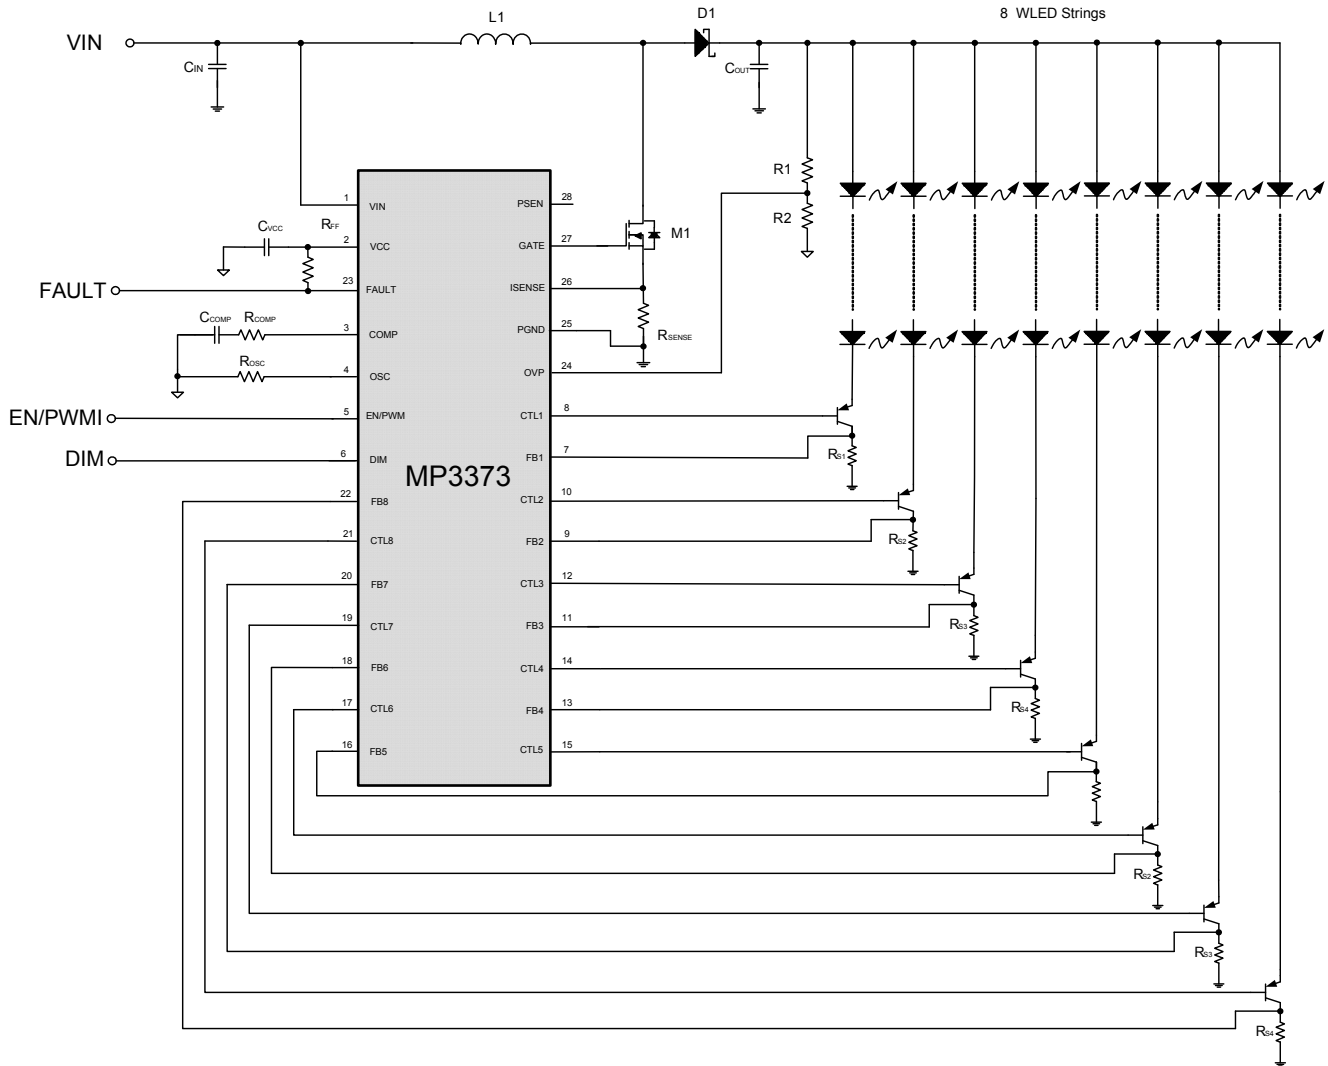 L1
D1
8 WLED Strings
VIN
CIN
COUT
R1
R2
M1
RSENSE
1 VIN
PSEN 28
CVCC
RFF
2 VCC
GATE 27
FAULT
23 FAULT
ISENSE 26
CCOMP
RCOMP
3 COMP
PGND 25
ROSC
4 OSC
OVP 24
EN/PWMI
5 EN/PWM
CTL1 8
DIM
6 DIM
FB1 7
RS1
MP3373
22 FB8
CTL2 10
21 CTL8
FB2 9
RS2
20 FB7
CTL3 12
19 CTL7
FB3 11
RS3
18 FB6
CTL4 14
17 CTL6
FB4 13
RS4
16 FB5
CTL5 15
RS2
RS3
RS4